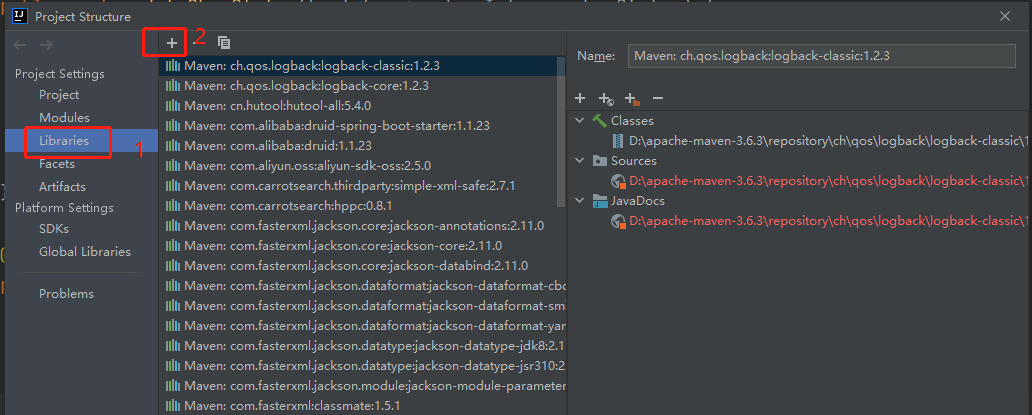 Project Structure
Project Settings
Project
Modules
Libraries
Facets
Artifacts
Platform Settings
SDKs
Global Libraries
Problems
1
2
Maven: ch.qos.logback:logback-classic:1.2.3
Maven: ch.qos.logback:logback-core:1.2.3
Maven: cn.hutool:hutool-all:5.4.0
Maven: com.alibaba:druid-spring-boot-starter:1.1.23
Maven: com.alibaba:druid:1.1.23
Maven: com.aliyun.oss:aliyun-sdk-oss:2.5.0
Maven: com.carrotsearch.thirdparty:simple-xml-safe:2.7.1
Maven: com.carrotsearch:hppc:0.8.1
Maven: com.fasterxml.jackson.core:jackson-annotations:2.11.0
Maven: com.fasterxml.jackson.core:jackson-core:2.11.0
Maven: com.fasterxml.jackson.core:jackson-databind:2.11.0
Maven: com.fasterxml.jackson.dataformat:jackson-dataformat-cbo
Maven: com.fasterxml.jackson.dataformat:jackson-dataformat-sm
Maven: com.fasterxml.jackson.dataformat:jackson-dataformat-yan
Maven: com.fasterxml.jackson.datatype:jackson-datatype-jdk8:2.1
Maven: com.fasterxml.jackson.datatype:jackson-datatype-jsr310:2
Maven: com.fasterxml.jackson.module:jackson-module-parameter
Maven: com.fasterxml:classmate:1.5.1
Name: Maven: ch.qos.logback:logback-classic:1.2.3
Classes
D:\apache-maven-3.6.3\repository\ch\qos\logback\logback-classic\1
Sources
D:\apache-maven-3.6.3\repository\ch\qos\logback\logback-classic\1
JavaDocs
D:\apache-maven-3.6.3\repository\ch\qos\logback\logback-classic\1